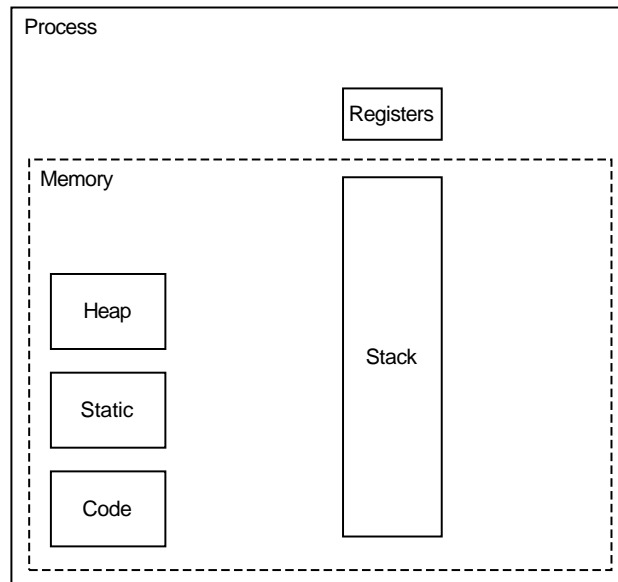 Process
Registers
Memory
Heap
Stack
Static
Code